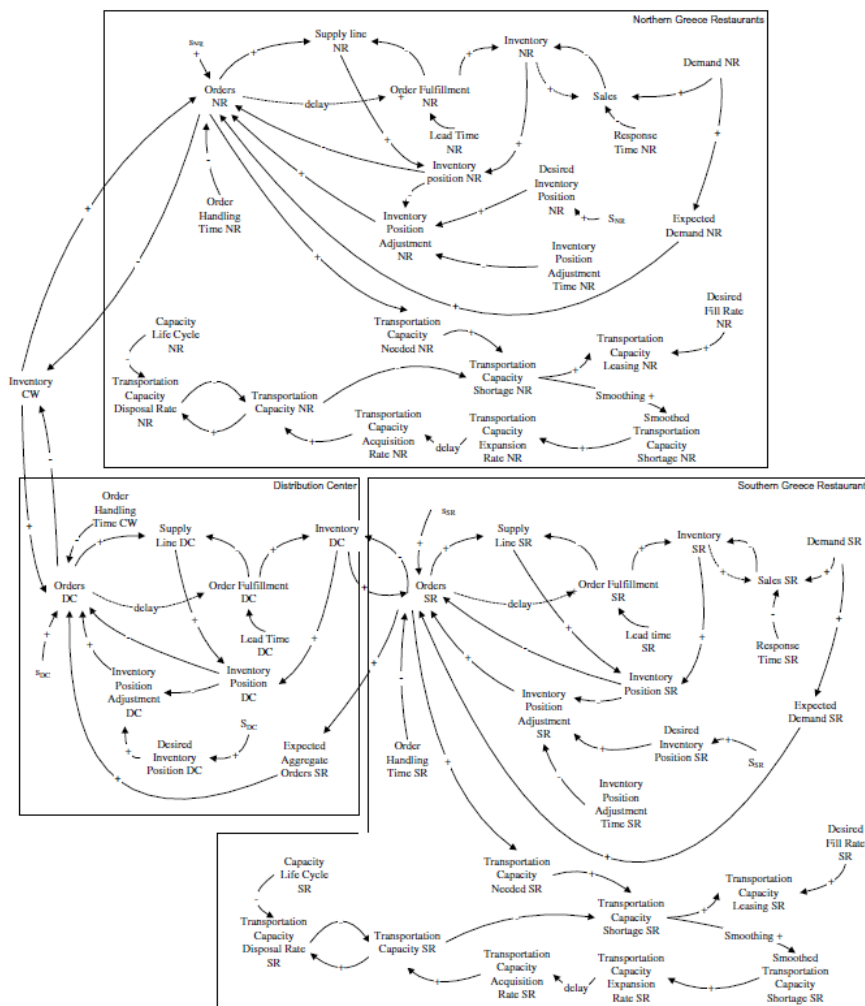 Northern Greece Restaurants
s_NR
+
Supply line
NR
Inventory
NR
Demand NR
Orders
NR
delay
Order Fulfillment
NR
Sales
Lead Time
NR
Response
Time NR
Inventory
position NR
Order
Handling
Time NR
Desired
Inventory
Position
NR
S_NR
Inventory
Position
Adjustment
NR
Expected
Demand NR
Inventory
Position
Adjustment
Time NR
Desired
Fill Rate
NR
Capacity
Life Cycle
NR
Transportation
Capacity
Needed NR
Transportation
Capacity
Leasing NR
Inventory
CW
Transportation
Capacity
Disposal Rate
NR
Transportation
Capacity NR
Transportation
Capacity
Shortage NR
Smoothing +
Transportation
Capacity
Acquisition
Rate NR
delay
Transportation
Capacity
Expansion
Rate NR
Smoothed
Transportation
Capacity
Shortage NR
Distribution Center
Order
Handling
Time CW
Supply
Line DC
Inventory
DC
Orders
DC
delay
Order Fulfillment
DC
Lead Time
DC
s_DC
Inventory
Position
Adjustment
DC
Inventory
Position
DC
S_DC
Desired
Inventory
Position DC
Expected
Aggregate
Orders SR
Southern Greece Restaurant
s_SR
Supply
Line SR
Inventory
SR
Demand SR
Orders
SR
delay
Order Fulfillment
SR
Sales SR
Lead time
SR
Response
Time SR
Inventory
Position SR
Inventory
Position
Adjustment SR
Expected
Demand SR
Order
Handling
Time SR
Desired
Inventory
Position SR
S_SR
Inventory
Position
Adjustment
Time SR
Desired
Fill Rate
SR
Capacity
Life Cycle
SR
Transportation
Capacity
Needed SR
Transportation
Capacity
Leasing SR
Transportation
Capacity
Disposal Rate
SR
Transportation
Capacity SR
Transportation
Capacity
Shortage SR
Smoothing +
Transportation
Capacity
Acquisition
Rate SR
delay
Transportation
Capacity
Expansion
Rate SR
Smoothed
Transportation
Capacity
Shortage SR